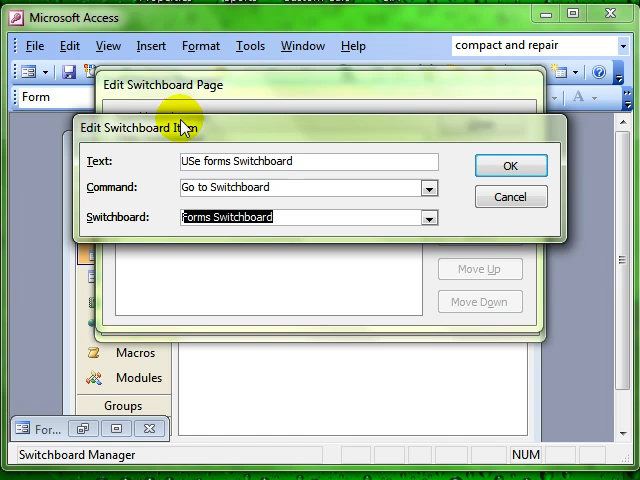 Microsoft Access
File Edit View Insert Format Tools Window Help compact and repair
Form A
Edit Switchboard Page
Edit Switchboard Item
Text: USe forms Switchboard OK
Command: Go to Switchboard Cancel
Switchboard: Forms Switchboard
Move Up
Move Down
Macros
Modules
Groups
For...
Switchboard Manager NUM